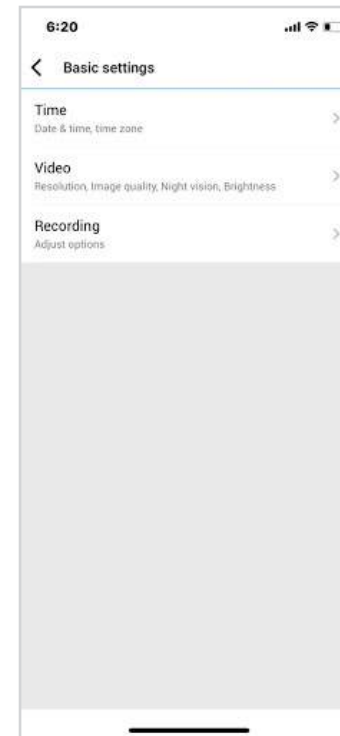 6:20
Basic settings
Time
Date & time, time zone
Video
Resolution, Image quality, Night vision, Brightness
Recording
Adjust options